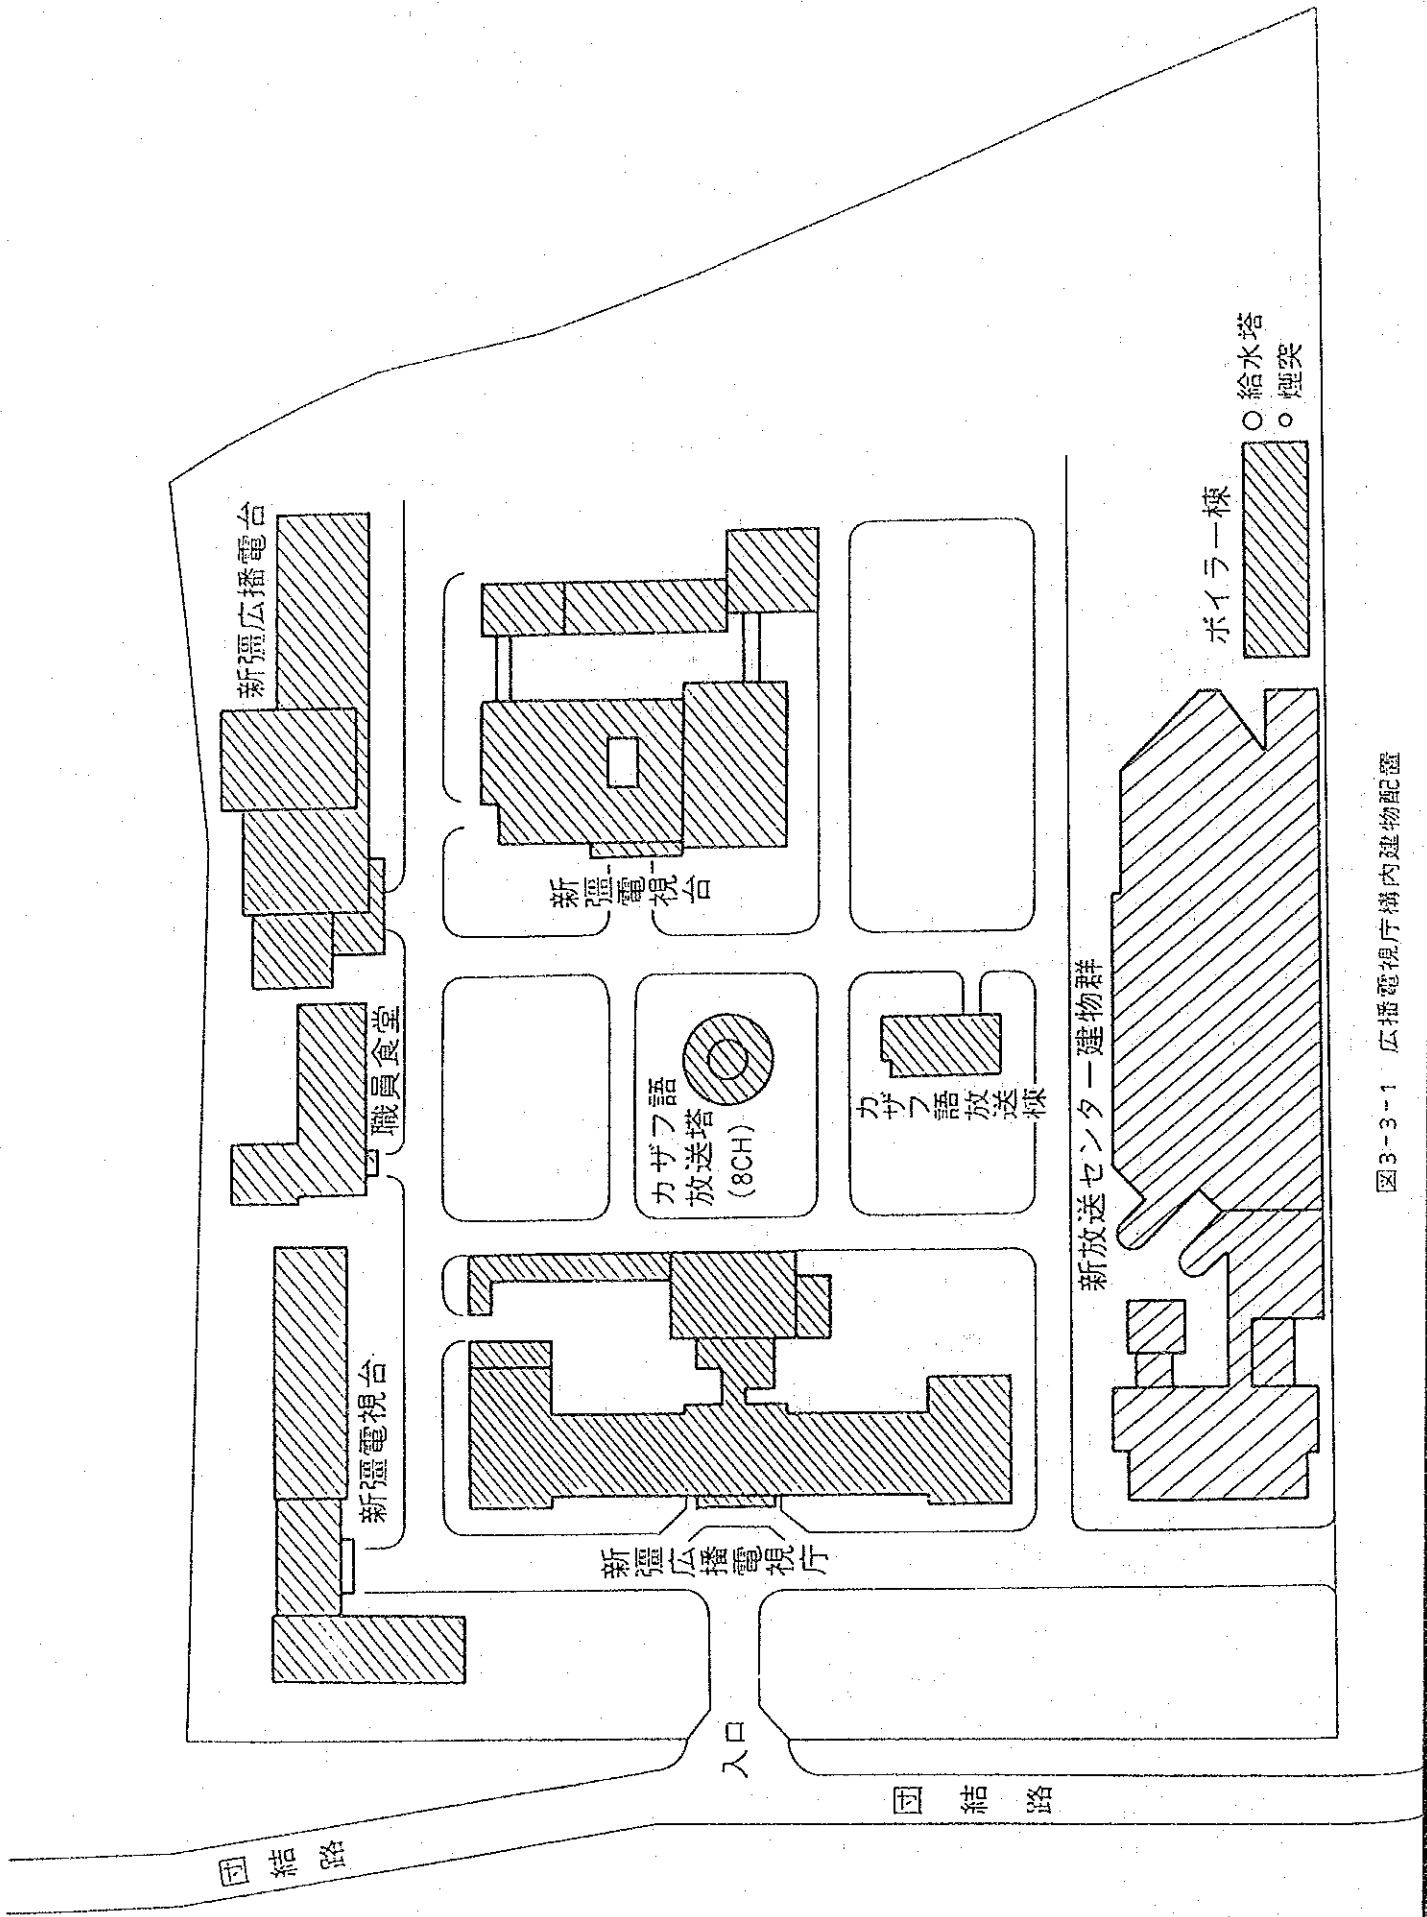 新疆広播電視台
職員食堂
新疆電視台
新疆電視台
カザフ語
放送塔
(8CH)
カザフ語放送棟
新疆広播電視庁
新放送センター建物群
ボイラー棟
給水塔
煙突
入口
団結路
団結路
図3-3-1 広播電視庁構内建物配置